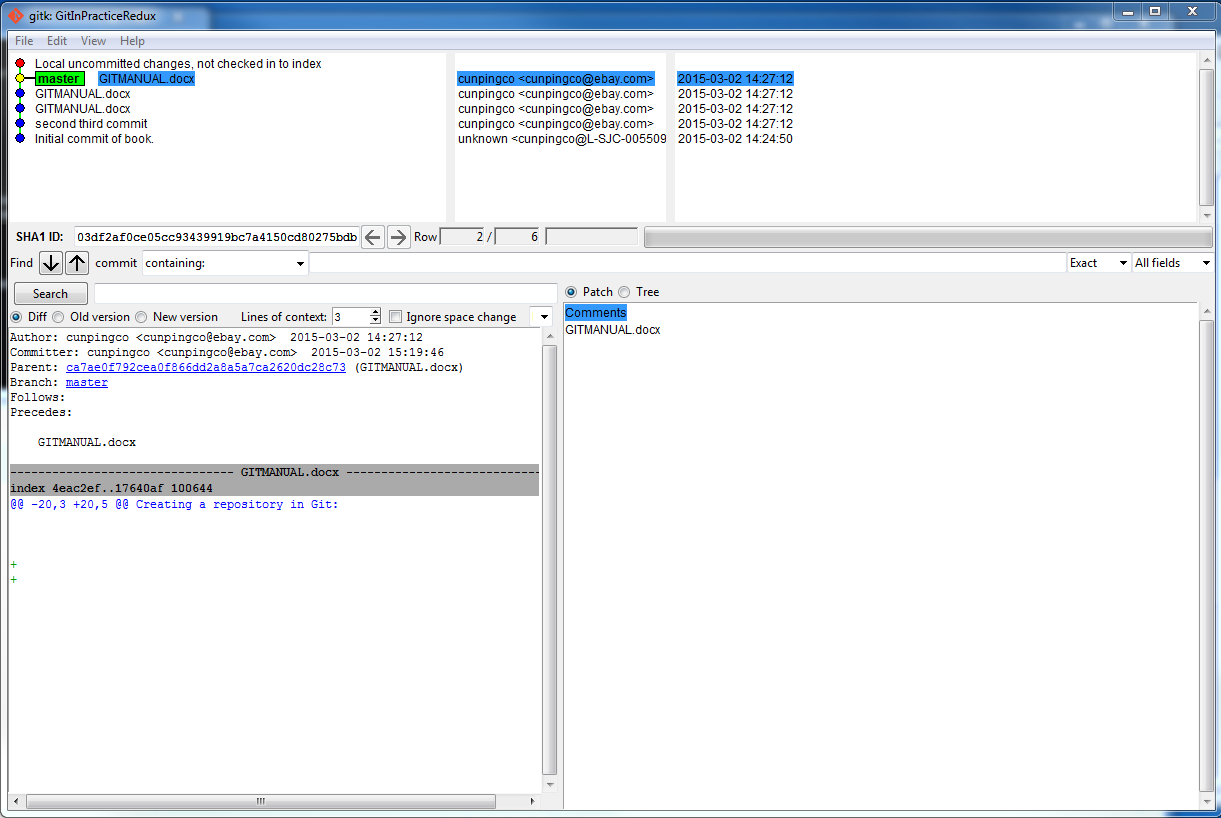 gitk: GitInPracticeRedux
File Edit View Help
Local uncommitted changes, not checked in to index
master GITMANUAL.docx cunpingco <cunpingco@ebay.com> 2015-03-02 14:27:12
GITMANUAL.docx cunpingco <cunpingco@ebay.com> 2015-03-02 14:27:12
GITMANUAL.docx cunpingco <cunpingco@ebay.com> 2015-03-02 14:27:12
second third commit cunpingco <cunpingco@ebay.com> 2015-03-02 14:27:12
Initial commit of book. unknown <cunpingco@L-SJC-005509 2015-03-02 14:24:50
SHA1 ID: 03df2af0ce05cc93439919bc7a4150cd80275bdb Row 2 / 6
Find commit containing: Exact All fields
Search
Patch Tree
Diff Old version New version Lines of context: 3 Ignore space change
Comments
GITMANUAL.docx
Author: cunpingco <cunpingco@ebay.com> 2015-03-02 14:27:12
Committer: cunpingco <cunpingco@ebay.com> 2015-03-02 15:19:46
Parent: ca7ae0f792cea0f866dd2a8a5a7ca2620dc28c73 (GITMANUAL.docx)
Branch: master
Follows:
Precedes:
GITMANUAL.docx
-------------------------------- GITMANUAL.docx ----------------------------
index 4eac2ef..17640af 100644
@@ -20,3 +20,5 @@ Creating a repository in Git:
+
+